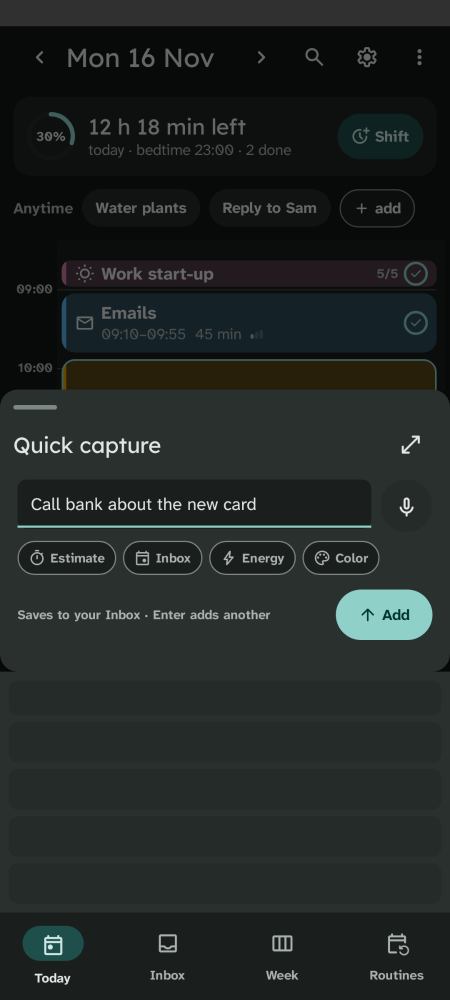 Mon 16 Nov
30%
12 h 18 min left
today · bedtime 23:00 · 2 done
Shift
Anytime
Water plants
Reply to Sam
+ add
Work start-up
5/5
09:00
Emails
09:10–09:55 45 min
10:00
Quick capture
Call bank about the new card
Estimate
Inbox
Energy
Color
Saves to your Inbox · Enter adds another
Add
Today
Inbox
Week
Routines